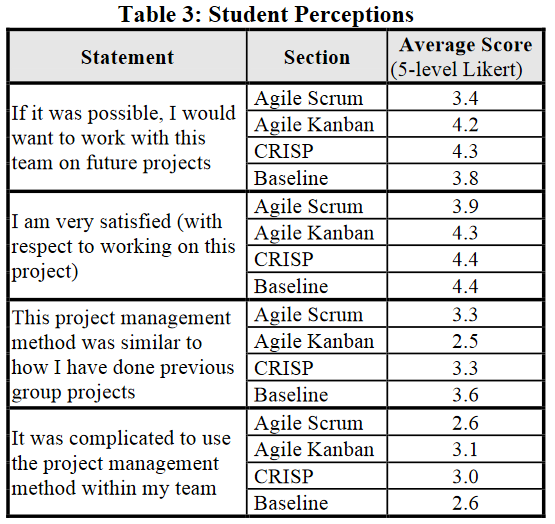 Table 3: Student Perceptions
Statement Section Average Score
(5-level Likert)
If it was possible, I would
want to work with this
team on future projects
Agile Scrum 3.4
Agile Kanban 4.2
CRISP 4.3
Baseline 3.8
I am very satisfied (with
respect to working on this
project)
Agile Scrum 3.9
Agile Kanban 4.3
CRISP 4.4
Baseline 4.4
This project management
method was similar to
how I have done previous
group projects
Agile Scrum 3.3
Agile Kanban 2.5
CRISP 3.3
Baseline 3.6
It was complicated to use
the project management
method within my team
Agile Scrum 2.6
Agile Kanban 3.1
CRISP 3.0
Baseline 2.6